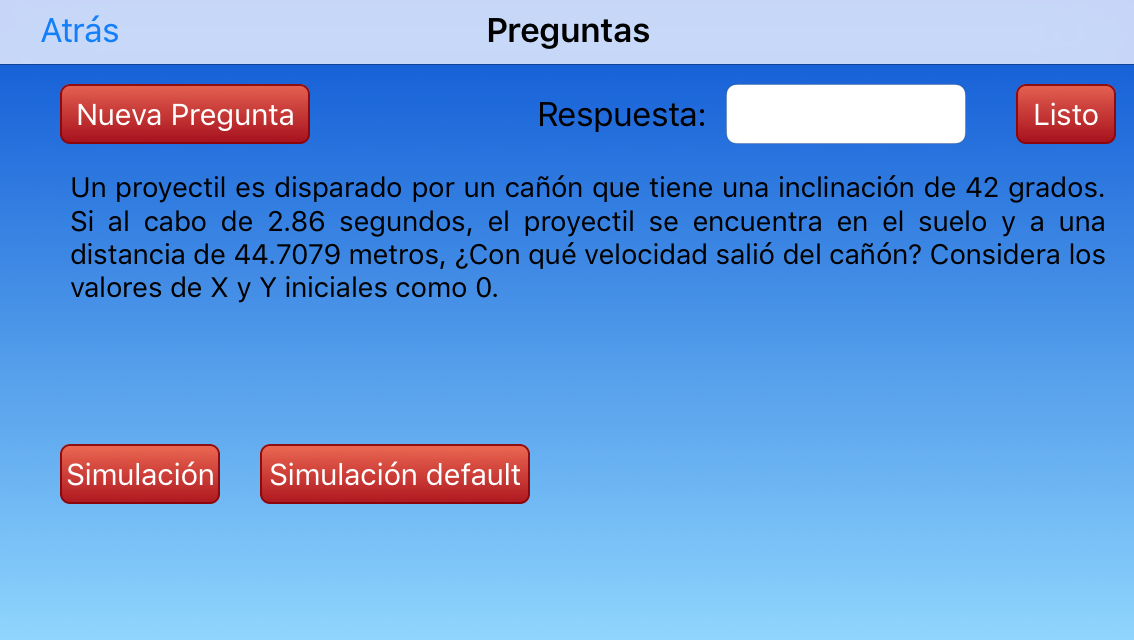 Atrás
Preguntas
Nueva Pregunta
Respuesta:
Listo
Un proyectil es disparado por un cañón que tiene una inclinación de 42 grados.
Si al cabo de 2.86 segundos, el proyectil se encuentra en el suelo y a una
distancia de 44.7079 metros, ¿Con qué velocidad salió del cañón? Considera los
valores de X y Y iniciales como 0.
Simulación
Simulación default